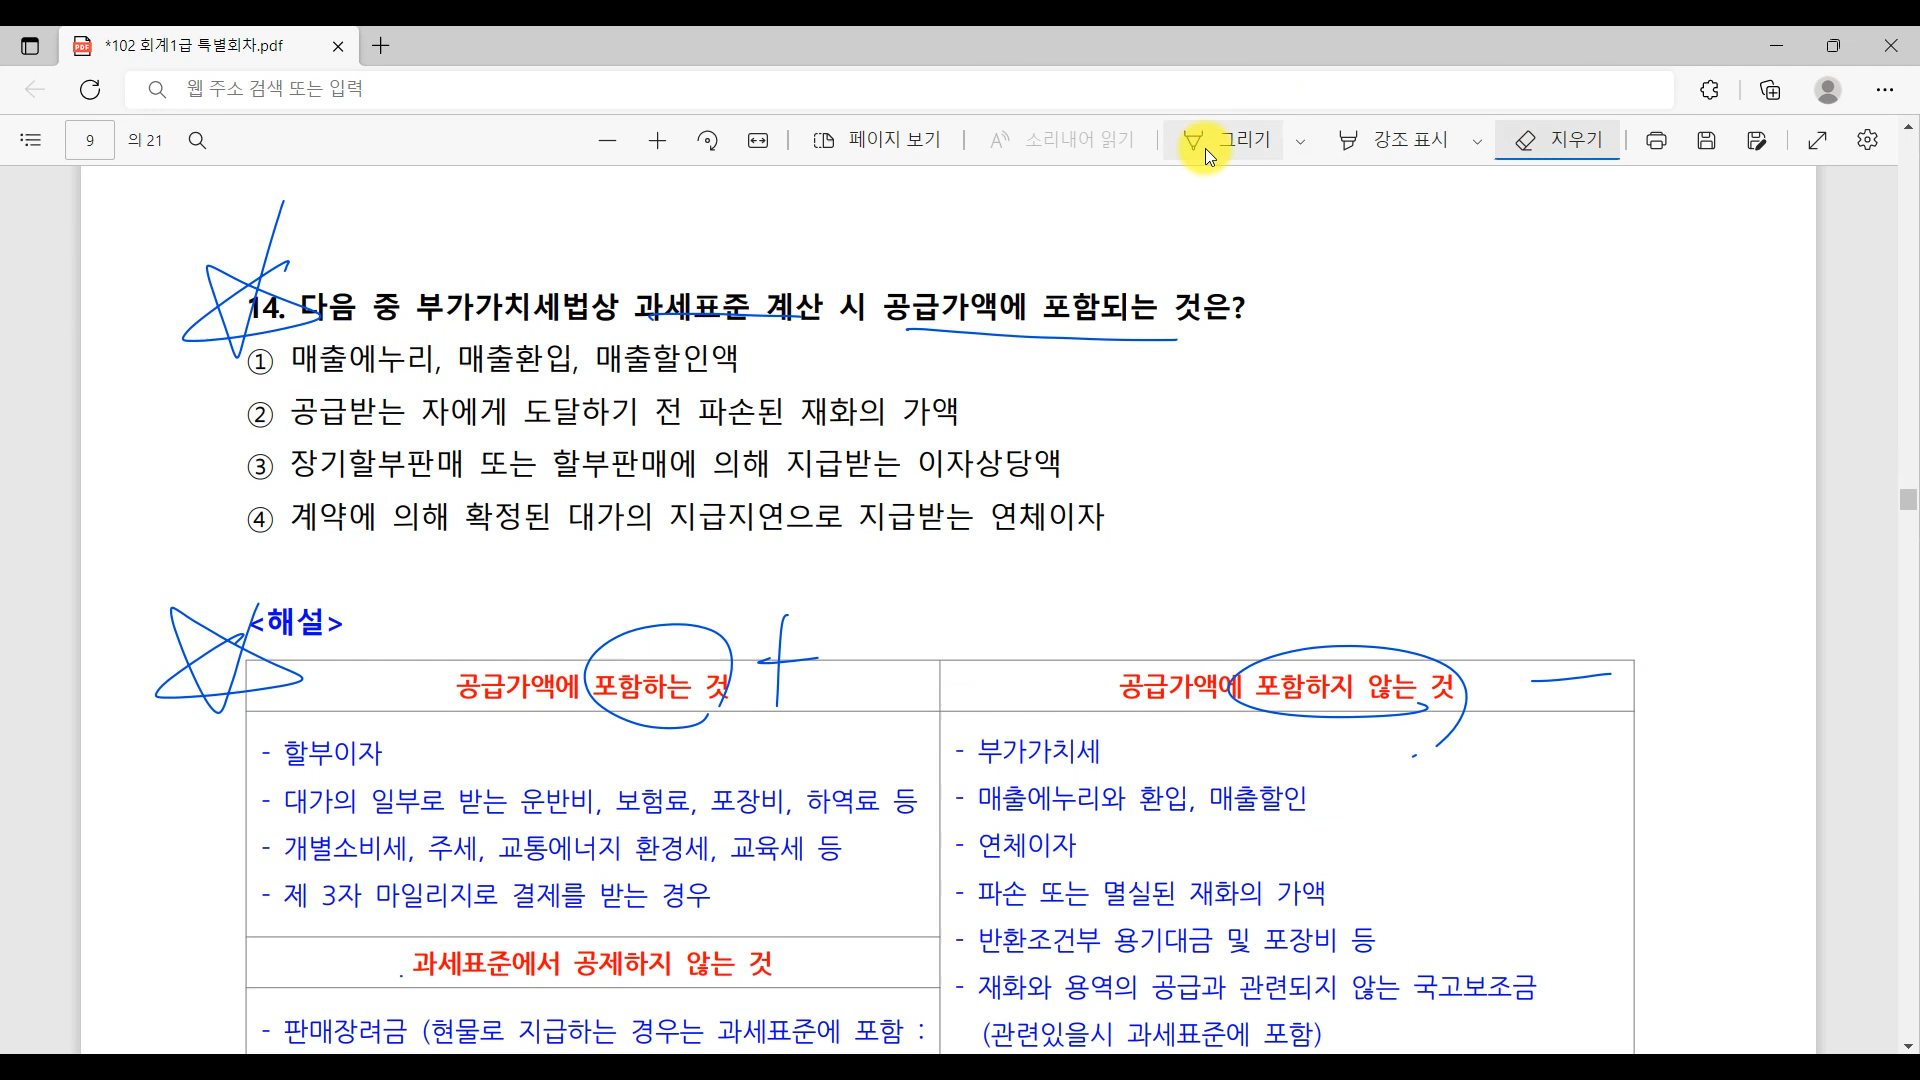 *102 회계1급 특별회차.pdf
웹 주소 검색 또는 입력
9 의 21 페이지 보기 소리내어 읽기 그리기 강조 표시 지우기
14. 다음 중 부가가치세법상 과세표준 계산 시 공급가액에 포함되는 것은?
① 매출에누리, 매출환입, 매출할인액
② 공급받는 자에게 도달하기 전 파손된 재화의 가액
③ 장기할부판매 또는 할부판매에 의해 지급받는 이자상당액
④ 계약에 의해 확정된 대가의 지급지연으로 지급받는 연체이자
<해설>
공급가액에 포함하는 것 +
- 할부이자
- 대가의 일부로 받는 운반비, 보험료, 포장비, 하역료 등
- 개별소비세, 주세, 교통에너지 환경세, 교육세 등
- 제 3자 마일리지로 결제를 받는 경우
과세표준에서 공제하지 않는 것
- 판매장려금 (현물로 지급하는 경우는 과세표준에 포함 :
공급가액에 포함하지 않는 것 -
- 부가가치세
- 매출에누리와 환입, 매출할인
- 연체이자
- 파손 또는 멸실된 재화의 가액
- 반환조건부 용기대금 및 포장비 등
- 재화와 용역의 공급과 관련되지 않는 국고보조금
(관련있을시 과세표준에 포함)